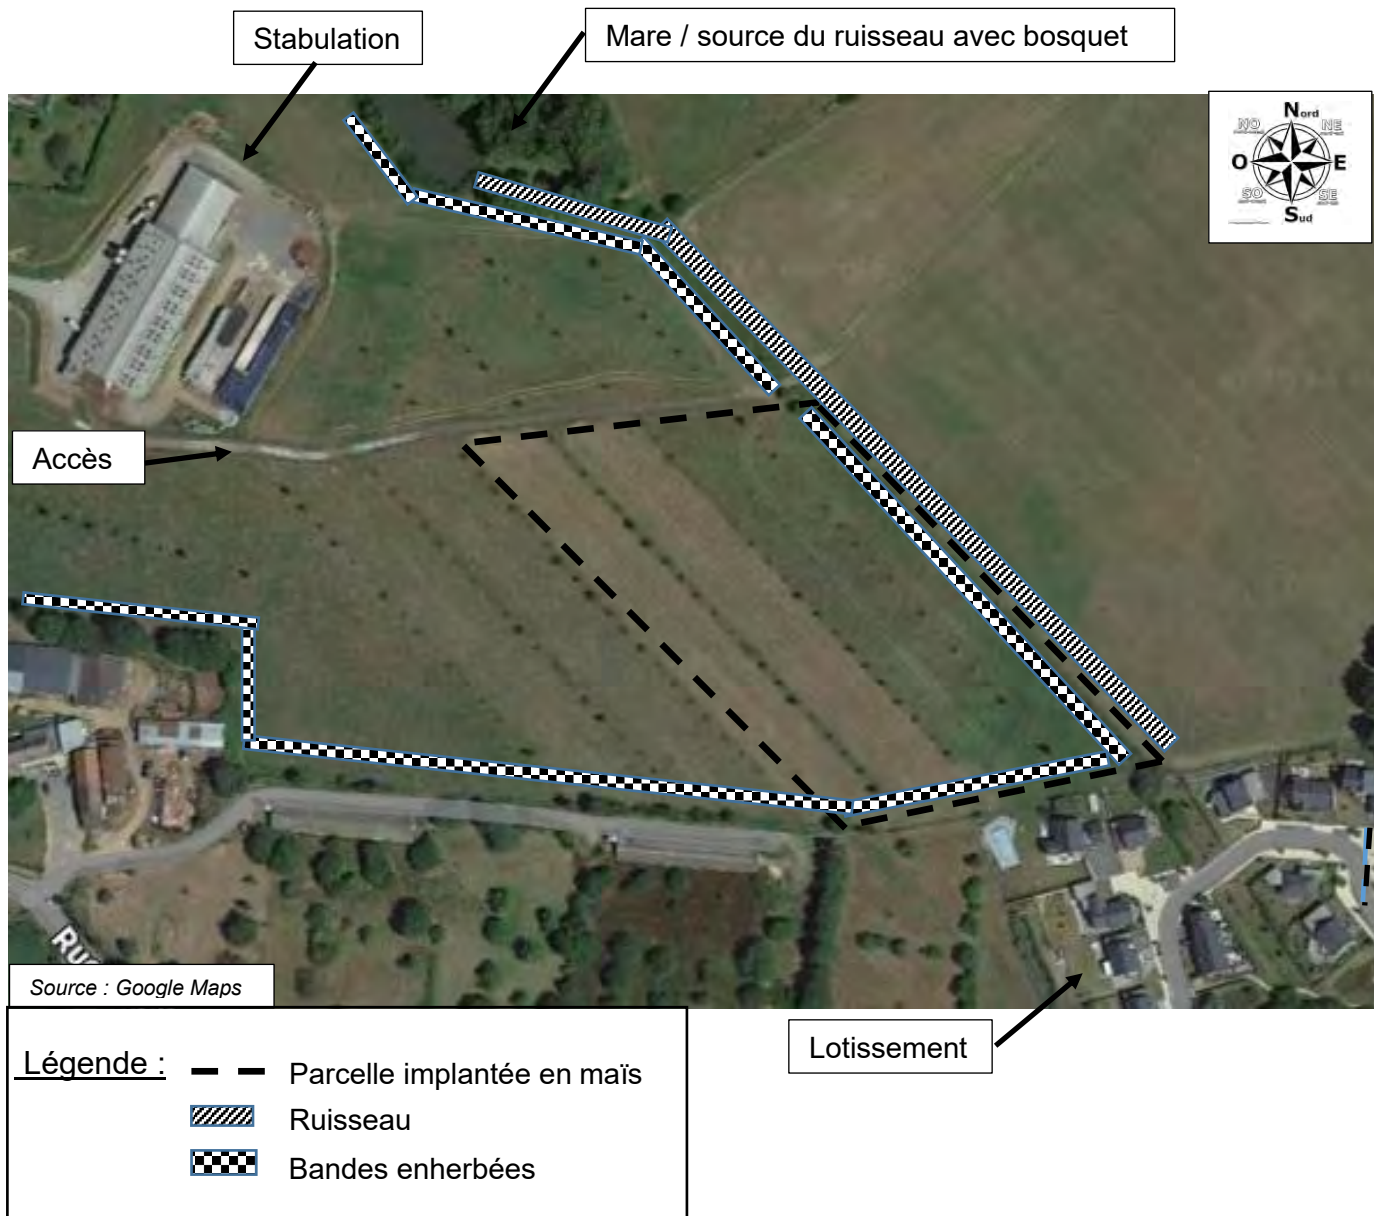 Stabulation
Mare / source du ruisseau avec bosquet
Nord
NO
NE
O
E
SO
SE
Sud
Accès
Source : Google Maps
Lotissement
Légende :
Parcelle implantée en maïs
Ruisseau
Bandes enherbées